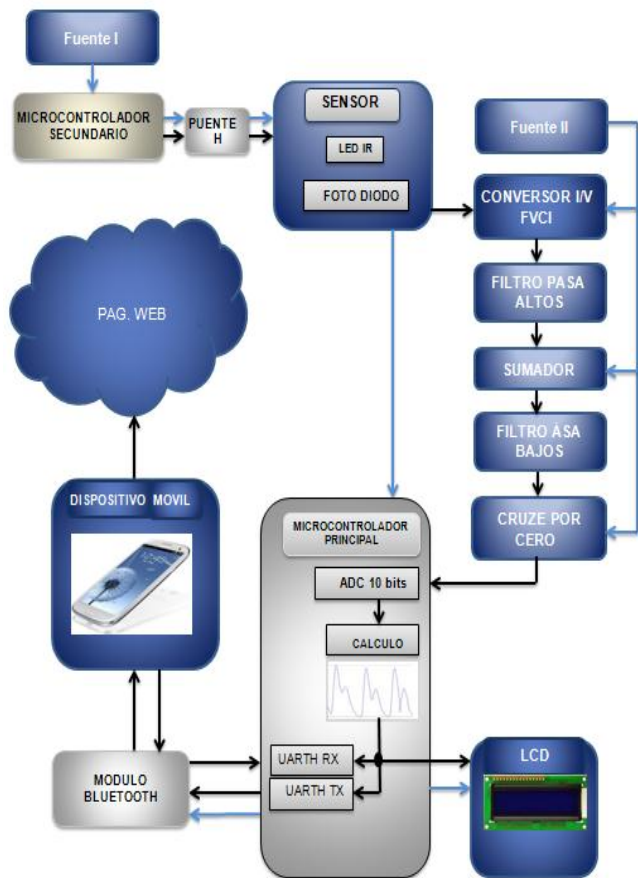 Fuente I
MICROCONTROLADOR
SECUNDARIO
PUENTE
H
SENSOR
LED IR
FOTO DIODO
Fuente II
CONVERSOR I/V
FVCI
FILTRO PASA
ALTOS
SUMADOR
FILTRO ÀSA
BAJOS
CRUZE POR
CERO
PAG. WEB
DISPOSITIVO MOVIL
MICROCONTROLADOR
PRINCIPAL
ADC 10 bits
CALCULO
UARTH RX
UARTH TX
MODULO
BLUETOOTH
LCD